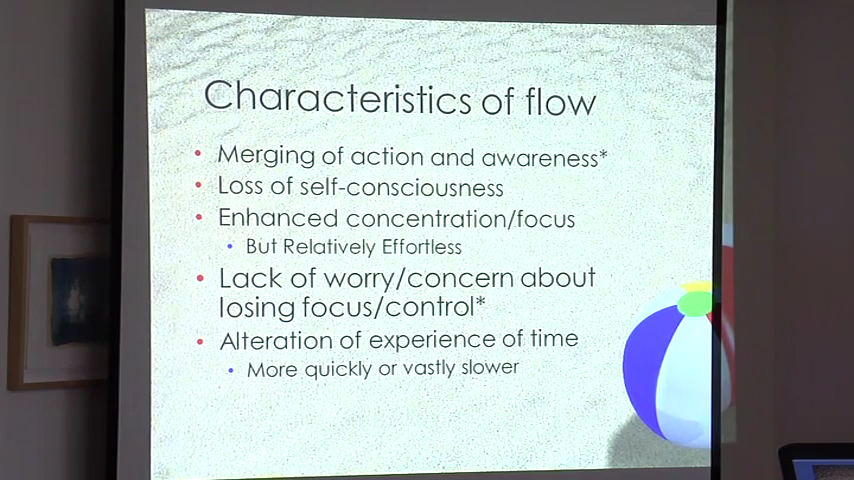 Characteristics of flow
• Merging of action and awareness*
• Loss of self-consciousness
• Enhanced concentration/focus
• But Relatively Effortless
• Lack of worry/concern about
losing focus/control*
• Alteration of experience of time
• More quickly or vastly slower